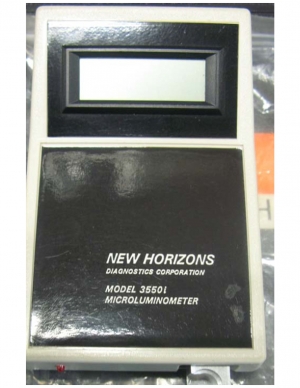 NEW HORIZONS
DIAGNOSTICS CORPORATION
MODEL 3550i
MICROLUMINOMETER
H